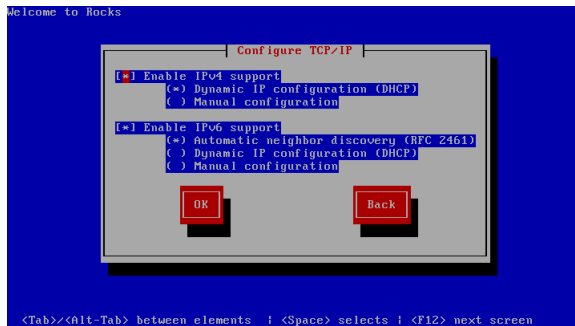 Welcome to Rocks
Configure TCP/IP
[*] Enable IPv4 support
(*) Dynamic IP configuration (DHCP)
( ) Manual configuration
[*] Enable IPv6 support
(*) Automatic neighbor discovery (RFC 2461)
( ) Dynamic IP configuration (DHCP)
( ) Manual configuration
OK Back
<Tab>/<Alt-Tab> between elements | <Space> selects | <F12> next screen